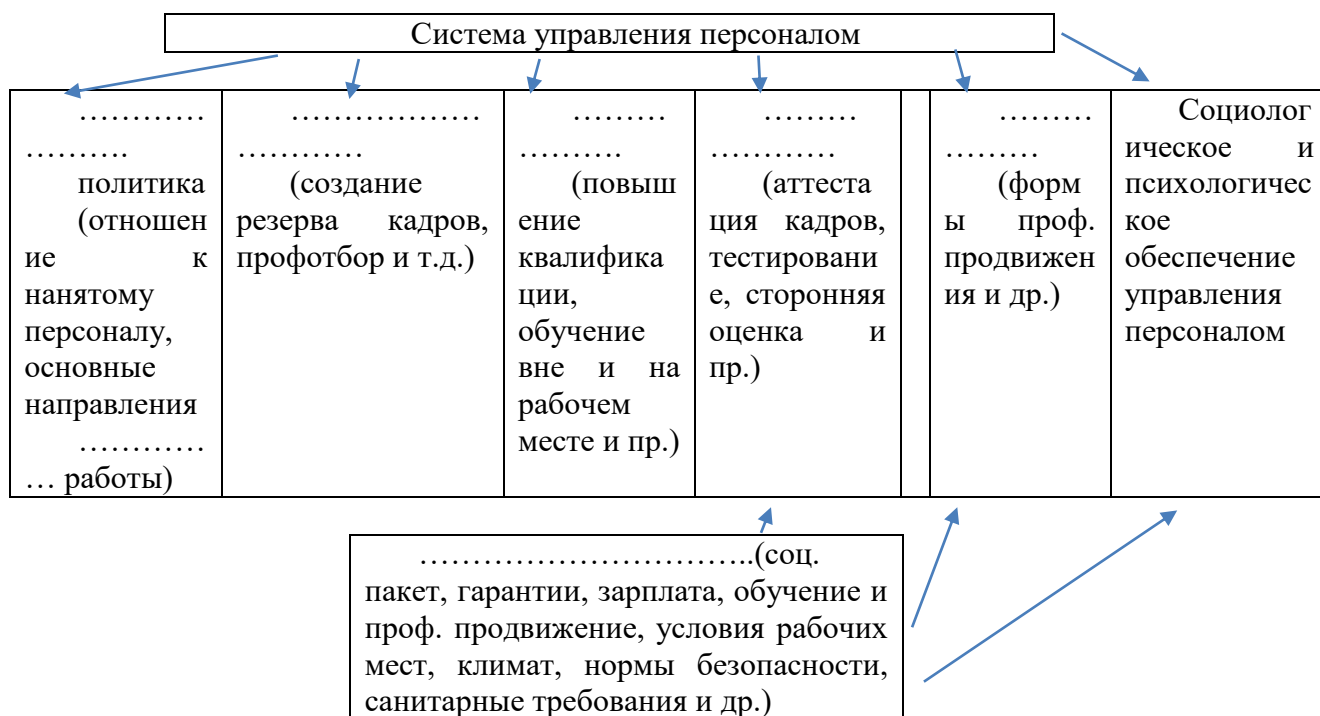 Система управления персоналом
…………
……….
политика
(отношен
ие к
нанятому
персоналу,
основные
направления
…………
… работы)
………………
…………
(создание
резерва кадров,
профотбор и т.д.)
………
……….
(повыш
ение
квалифика
ции,
обучение
вне и на
рабочем
месте и пр.)
………
…………
(аттеста
ция кадров,
тестировани
е, сторонняя
оценка и
пр.)
………
………
(форм
ы проф.
продвижен
ия и др.)
Социолог
ическое и
психологичес
кое
обеспечение
управления
персоналом
…………………………..(соц.
пакет, гарантии, зарплата, обучение и
проф. продвижение, условия рабочих
мест, климат, нормы безопасности,
санитарные требования и др.)